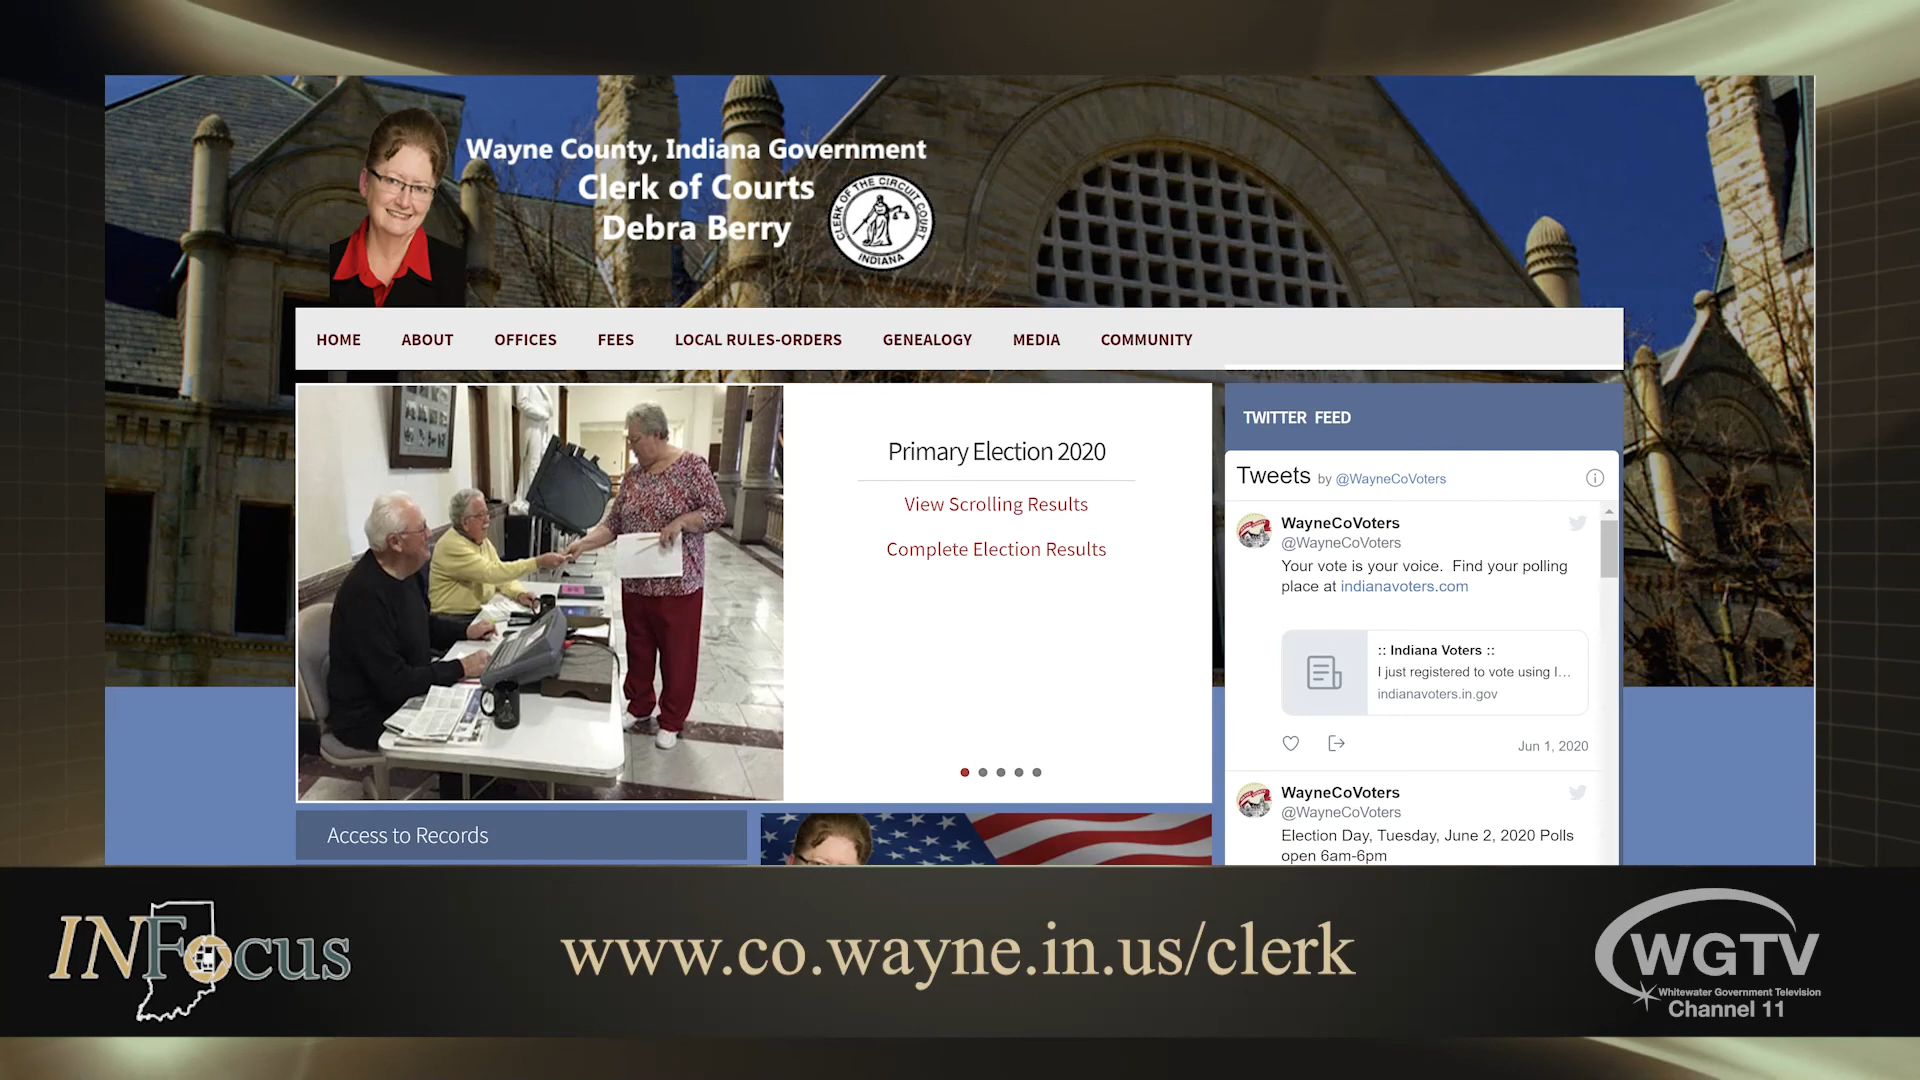 Wayne County, Indiana Government
Clerk of Courts
Debra Berry
CLERK OF THE CIRCUIT COURT
INDIANA
HOME ABOUT OFFICES FEES LOCAL RULES-ORDERS GENEALOGY MEDIA COMMUNITY
Primary Election 2020
View Scrolling Results
Complete Election Results
TWITTER FEED
Tweets by @WayneCoVoters
WayneCoVoters
@WayneCoVoters
Your vote is your voice. Find your polling
place at indianavoters.com
:: Indiana Voters ::
I just registered to vote using I...
indianavoters.in.gov
Jun 1, 2020
WayneCoVoters
@WayneCoVoters
Election Day, Tuesday, June 2, 2020 Polls
open 6am-6pm
Access to Records
INFocus
www.co.wayne.in.us/clerk
WGTV
Whitewater Government Television
Channel 11